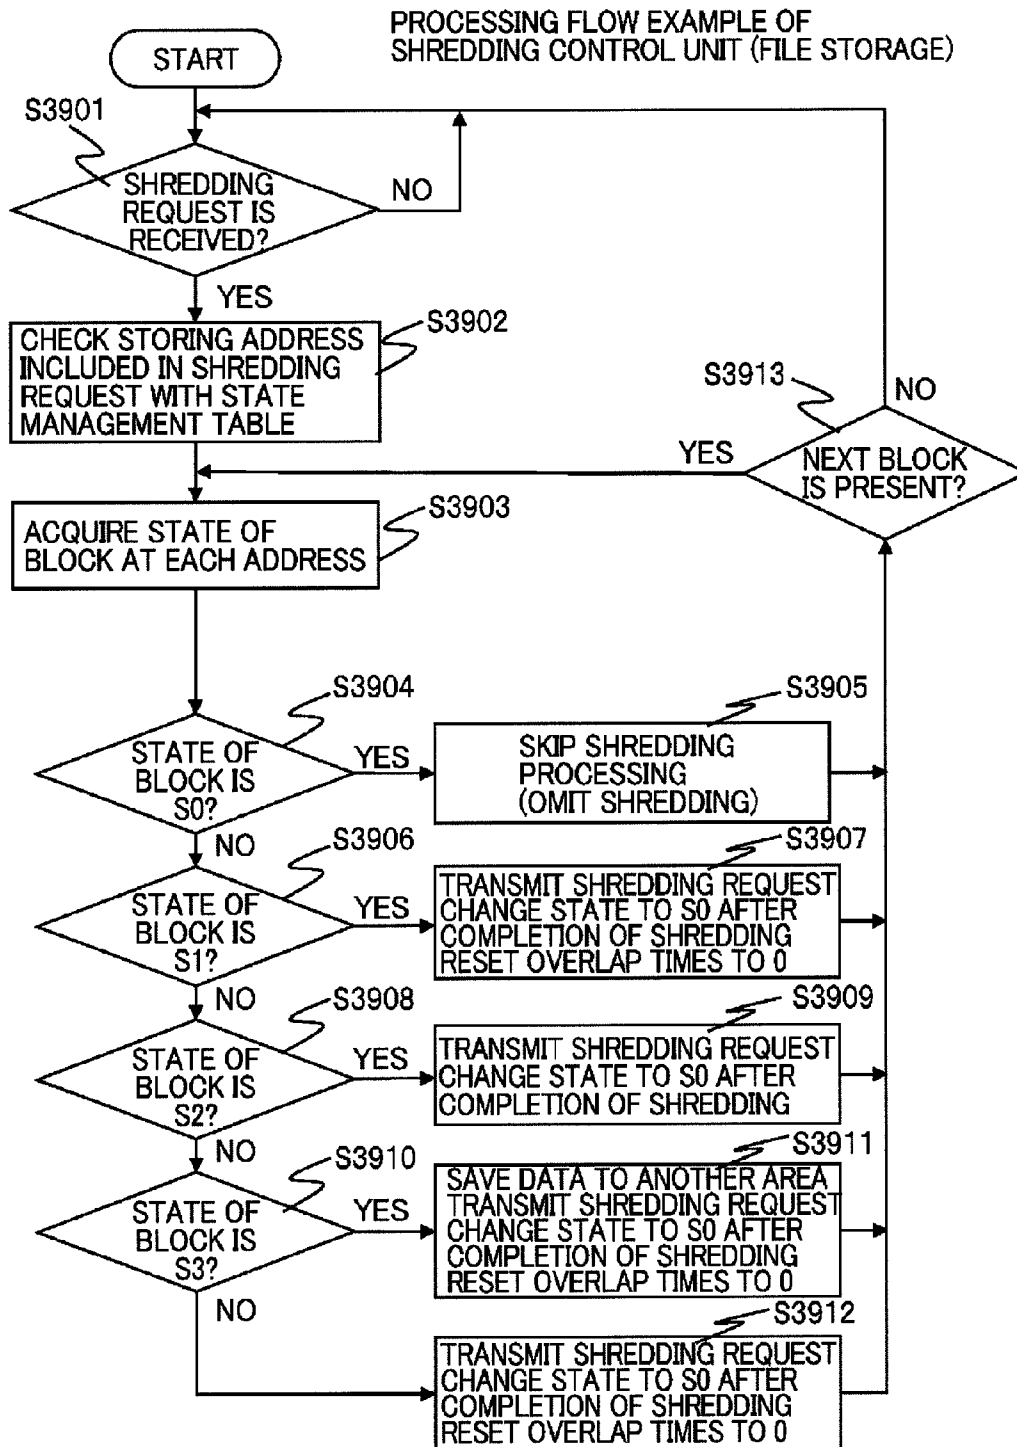 PROCESSING FLOW EXAMPLE OF
SHREDDING CONTROL UNIT (FILE STORAGE)
START
S3901
SHREDDING
REQUEST IS
RECEIVED?
NO
YES
S3902
CHECK STORING ADDRESS
INCLUDED IN SHREDDING
REQUEST WITH STATE
MANAGEMENT TABLE
S3913
NO
YES
NEXT BLOCK
IS PRESENT?
S3903
ACQUIRE STATE OF
BLOCK AT EACH ADDRESS
S3904
STATE OF
BLOCK IS
S0?
YES
NO
S3905
SKIP SHREDDING
PROCESSING
(OMIT SHREDDING)
S3906
STATE OF
BLOCK IS
S1?
YES
NO
S3907
TRANSMIT SHREDDING REQUEST
CHANGE STATE TO S0 AFTER
COMPLETION OF SHREDDING
RESET OVERLAP TIMES TO 0
S3908
STATE OF
BLOCK IS
S2?
YES
NO
S3909
TRANSMIT SHREDDING REQUEST
CHANGE STATE TO S0 AFTER
COMPLETION OF SHREDDING
S3910
STATE OF
BLOCK IS
S3?
YES
NO
S3911
SAVE DATA TO ANOTHER AREA
TRANSMIT SHREDDING REQUEST
CHANGE STATE TO S0 AFTER
COMPLETION OF SHREDDING
RESET OVERLAP TIMES TO 0
S3912
TRANSMIT SHREDDING REQUEST
CHANGE STATE TO S0 AFTER
COMPLETION OF SHREDDING
RESET OVERLAP TIMES TO 0